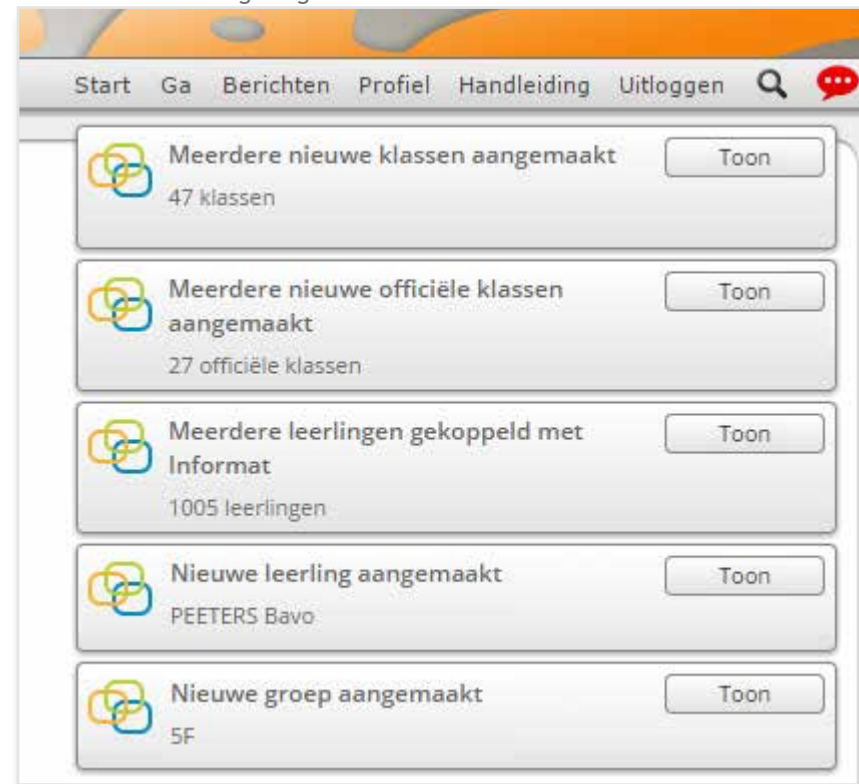 Start Ga Berichten Profiel Handleiding Uitloggen
Meerdere nieuwe klassen aangemaakt Toon
47 klassen
Meerdere nieuwe officiële klassen Toon
aangemaakt
27 officiële klassen
Meerdere leerlingen gekoppeld met Toon
Informat
1005 leerlingen
Nieuwe leerling aangemaakt Toon
PEETERS Bavo
Nieuwe groep aangemaakt Toon
5F